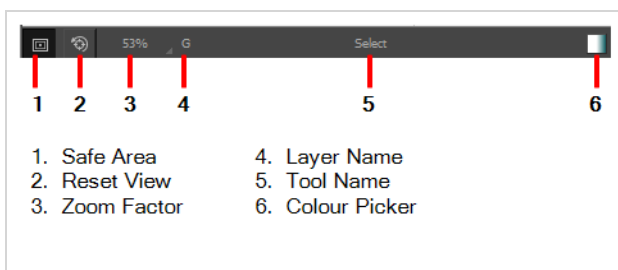 53% G Select
1 2 3 4 5 6
1. Safe Area 4. Layer Name
2. Reset View 5. Tool Name
3. Zoom Factor 6. Colour Picker